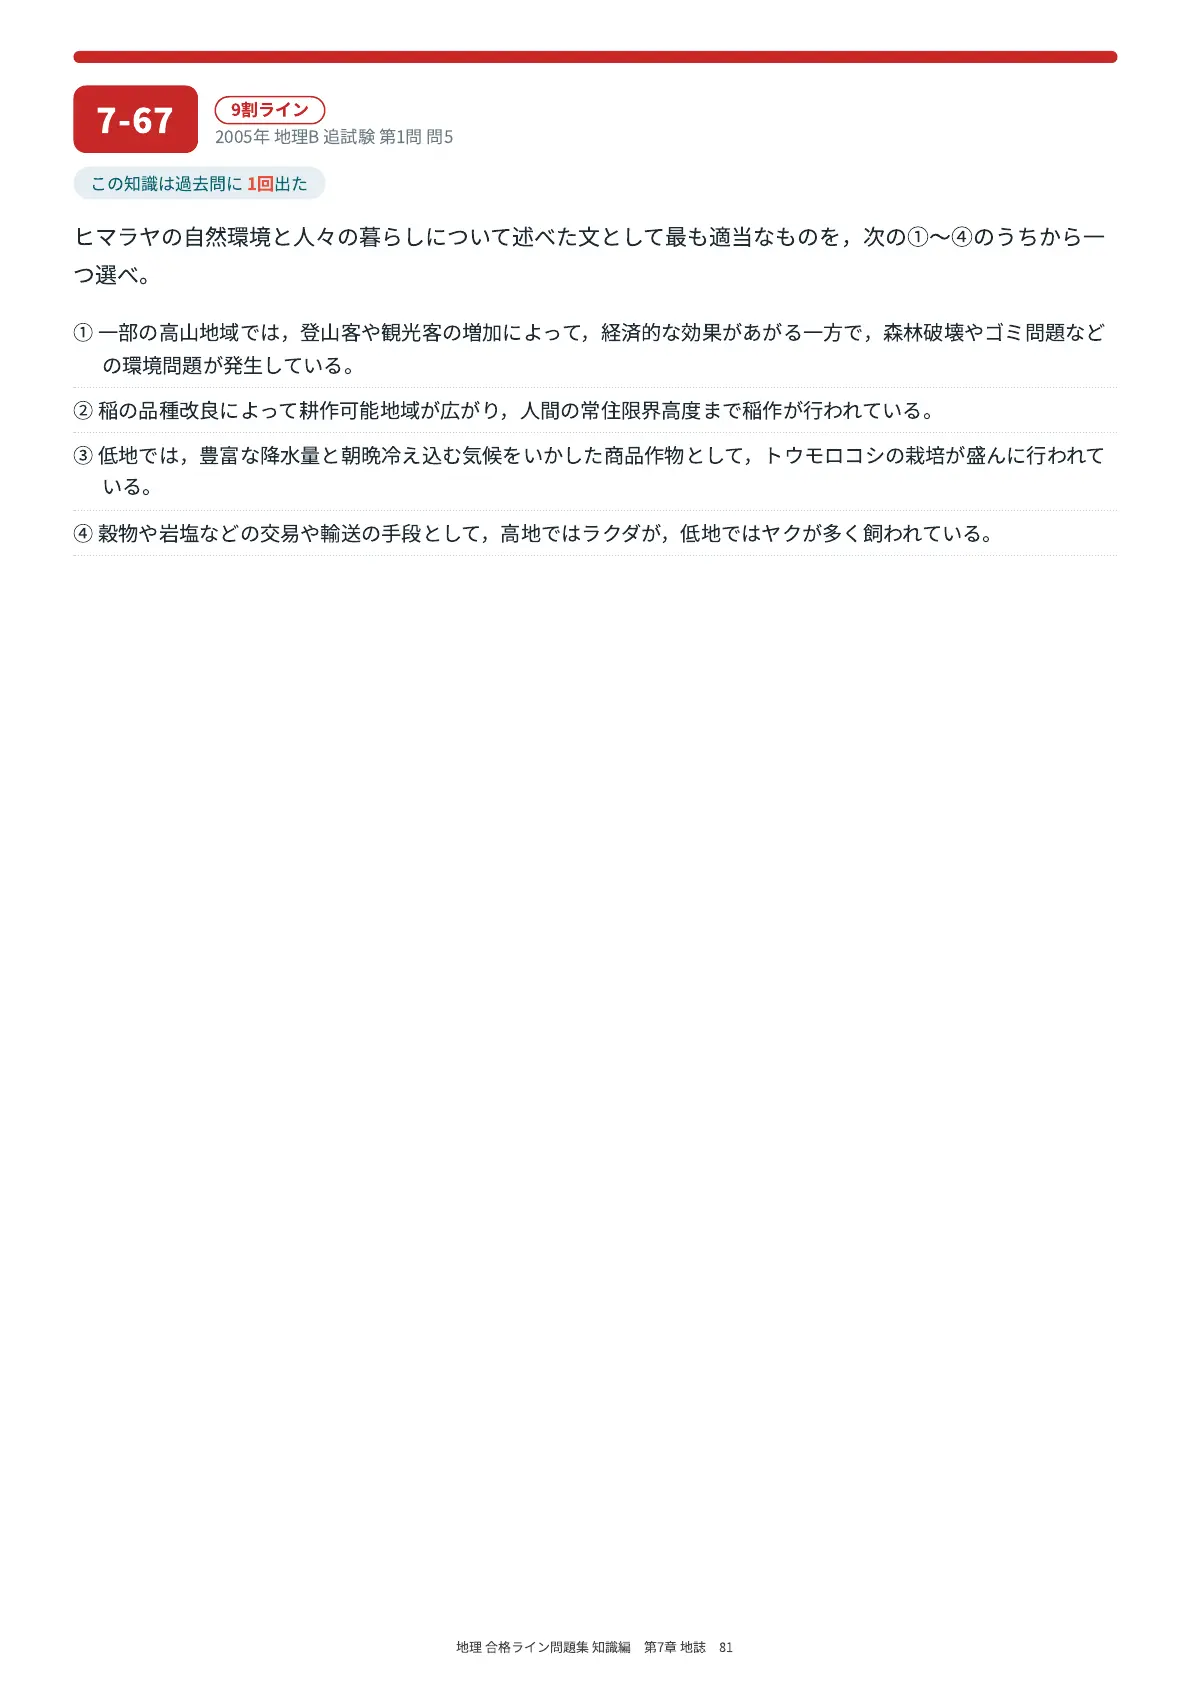 7-67
9割ライン
2005年 地理B 追試験 第1問 問5
この知識は過去問に 1回出た
ヒマラヤの自然環境と人々の暮らしについて述べた文として最も適当なものを，次の①〜④のうちから一
つ選べ。
① 一部の高山地域では，登山客や観光客の増加によって，経済的な効果があがる一方で，森林破壊やゴミ問題など
の環境問題が発生している。
② 稲の品種改良によって耕作可能地域が広がり，人間の常住限界高度まで稲作が行われている。
③ 低地では，豊富な降水量と朝晩冷え込む気候をいかした商品作物として，トウモロコシの栽培が盛んに行われて
いる。
④ 穀物や岩塩などの交易や輸送の手段として，高地ではラクダが，低地ではヤクが多く飼われている。
地理 合格ライン問題集 知識編　第7章 地誌　81